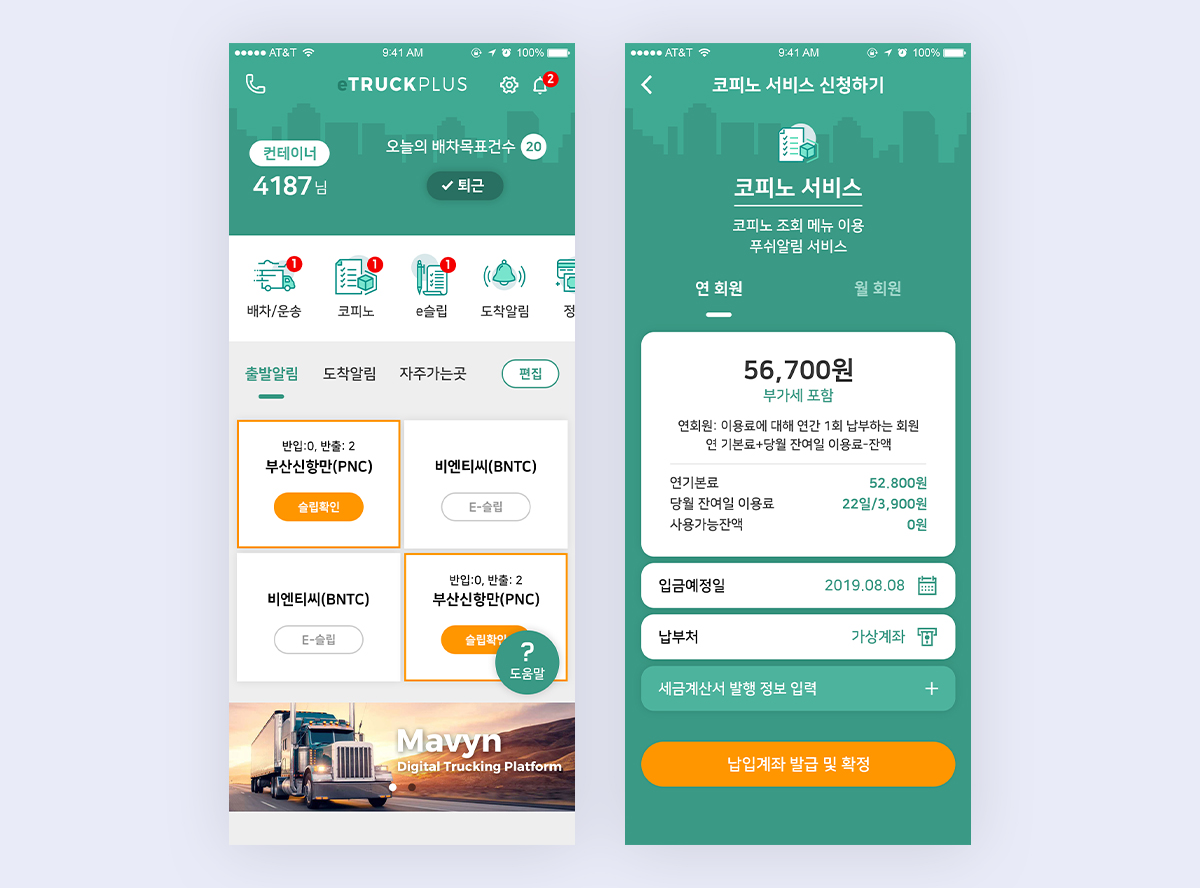 AT&T
9:41 AM
100%
eTRUCKPLUS
2
컨테이너
오늘의 배차목표건수 20
4187님
퇴근
1
1
1
배차/운송
코피노
e슬립
도착알림
정
출발알림
도착알림
자주가는곳
편집
반입:0, 반출: 2
부산신항만(PNC)
슬립확인
비엔티씨(BNTC)
E-슬립
비엔티씨(BNTC)
E-슬립
반입:0, 반출: 2
부산신항만(PNC)
슬립확인
?
도움말
Mavyn
Digital Trucking Platform
AT&T
9:41 AM
100%
코피노 서비스 신청하기
코피노 서비스
코피노 조회 메뉴 이용
푸쉬알림 서비스
연 회원
월 회원
56,700원
부가세 포함
연회원: 이용료에 대해 연간 1회 납부하는 회원
연 기본료+당월 잔여일 이용료-잔액
연기본료 52.800원
당월 잔여일 이용료 22일/3,900원
사용가능잔액 0원
입금예정일 2019.08.08
납부처 가상계좌
세금계산서 발행 정보 입력 +
납입계좌 발급 및 확정